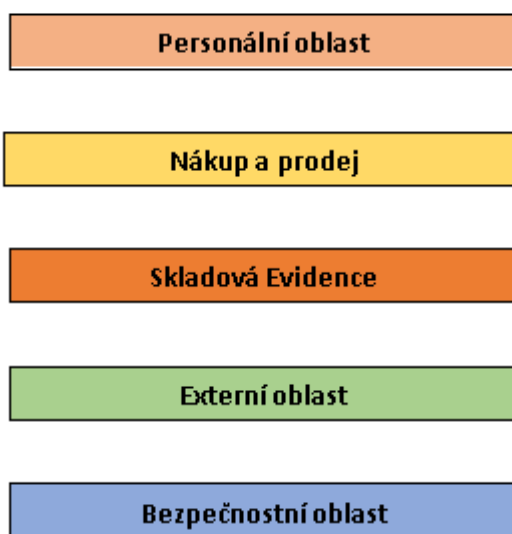 Personální oblast
Nákup a prodej
Skladová Evidence
Externí oblast
Bezpečnostní oblast